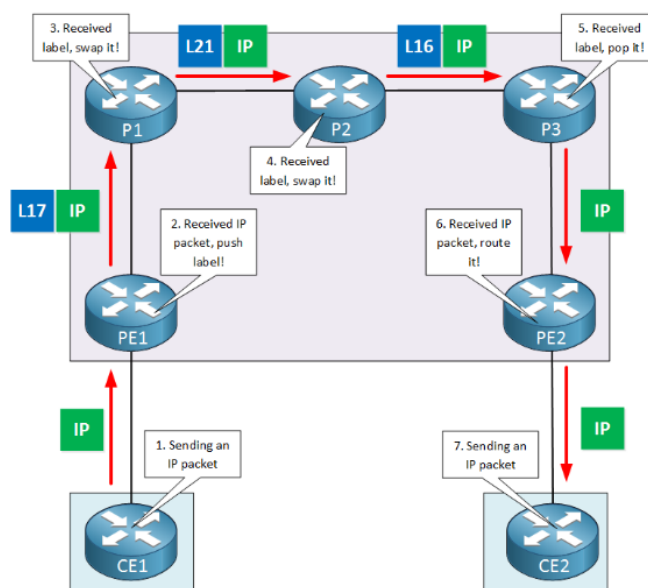 3. Received
label, swap it!
L21 IP
L16 IP
5. Received
label, pop it!
P1
P2
P3
4. Received
label, swap it!
L17 IP
2. Received IP
packet, push
label!
6. Received IP
packet, route
it!
IP
PE1
PE2
IP
1. Sending an
IP packet
7. Sending an
IP packet
IP
CE1
CE2